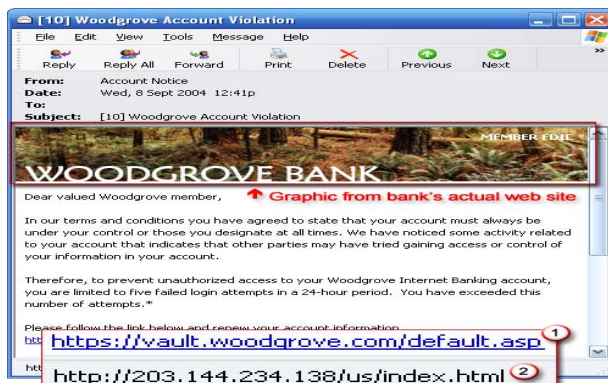 [10] Woodgrove Account Violation
File Edit View Tools Message Help
Reply Reply All Forward Print Delete Previous Next
From: Account Notice
Date: Wed, 8 Sept 2004 12:41p
To:
Subject: [10] Woodgrove Account Violation
MEMBER FDIC
WOODGROVE BANK
Dear valued Woodgrove member,
Graphic from bank's actual web site
In our terms and conditions you have agreed to state that your account must always be
under your control or those you designate at all times. We have noticed some activity related
to your account that indicates that other parties may have tried gaining access or control of
your information in your account.
Therefore, to prevent unauthorized access to your Woodgrove Internet Banking account,
you are limited to five failed login attempts in a 24-hour period. You have exceeded this
number of attempts.*
Please follow the link below and renew your account information
https://vault.woodgrove.com/default.asp 1
http://203.144.234.138/us/index.html 2